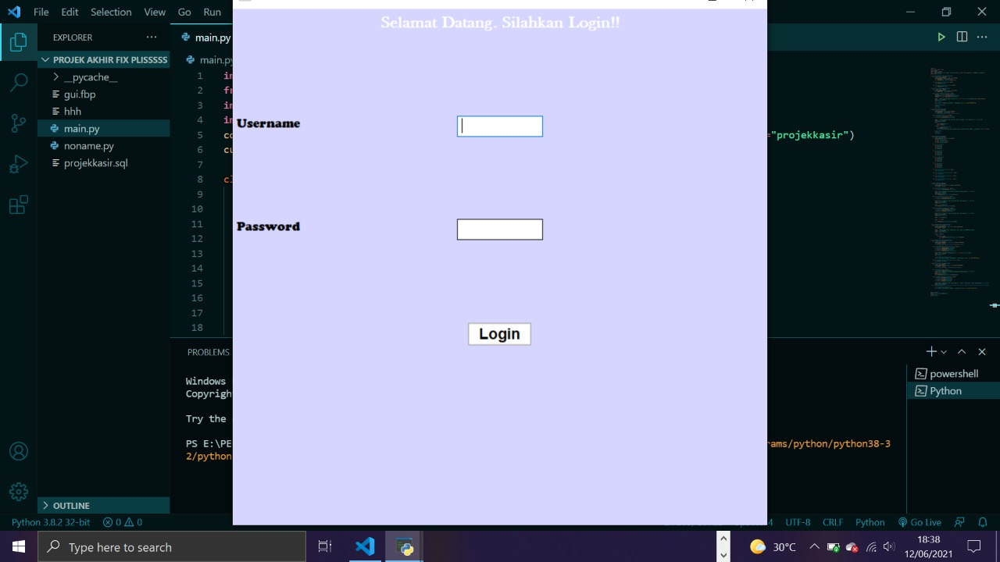 File Edit Selection View Go Run
Selamat Datang. Silahkan Login!!
EXPLORER
main.py
PROJEK AKHIR FIX PLISSSSS
__pycache__
gui.fbp
hhh
main.py
noname.py
projekkasir.sql
OUTLINE
main.py
1 im
2 fr
3 im
4 im
5 co
="projekkasir")
6 cu
7
8 cl
9
10
11
12
13
14
15
16
17
18
Username
Password
Login
PROBLEMS
Windows
Copyrigh
Try the
PS E:\PE
rams/python/python38-3
2/python
powershell
Python
Python 3.8.2 32-bit 0 0
UTF-8 CRLF Python Go Live
Type here to search
30°C
18:38
12/06/2021